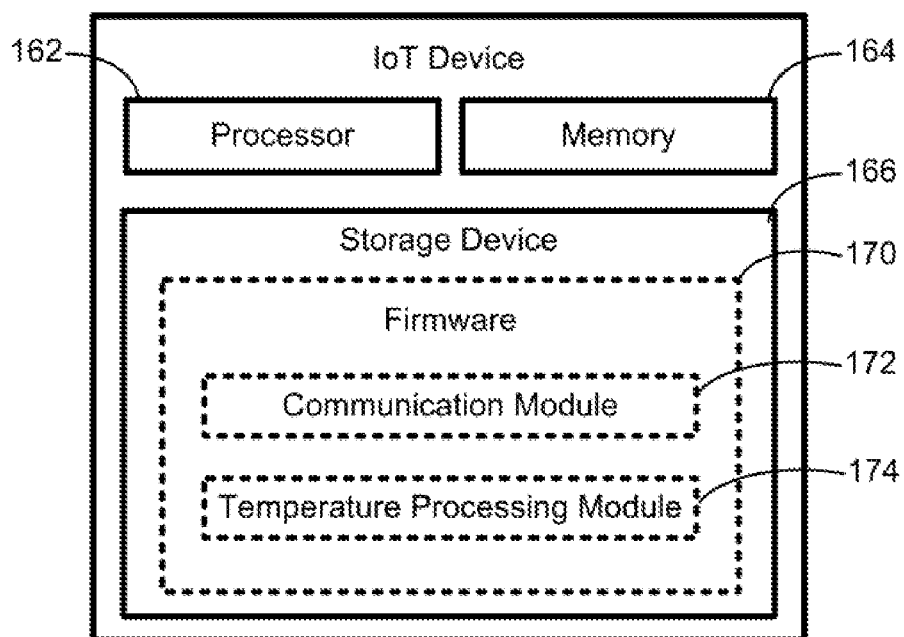 IoT Device
162
164
Processor
Memory
166
Storage Device
170
Firmware
172
Communication Module
174
Temperature Processing Module